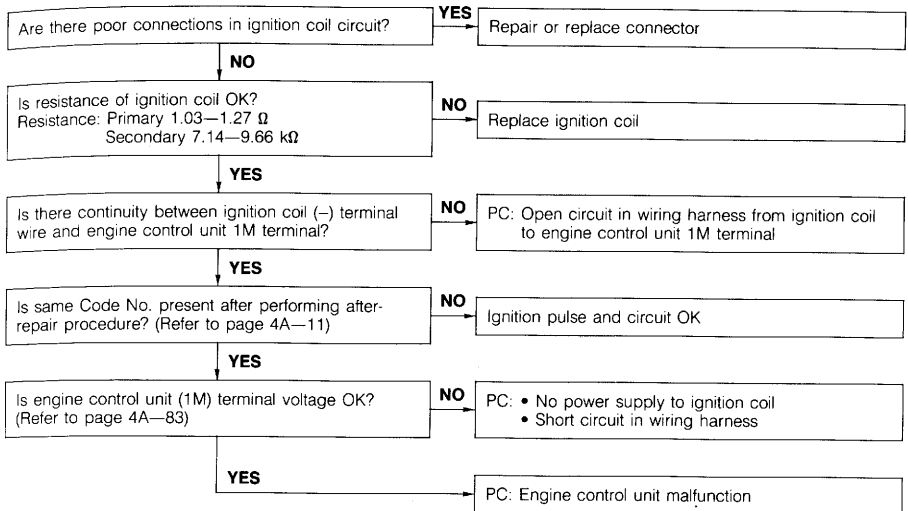 Are there poor connections in ignition coil circuit?
YES
Repair or replace connector
NO
Is resistance of ignition coil OK?
Resistance: Primary 1.03—1.27 Ω
Secondary 7.14—9.66 kΩ
NO
Replace ignition coil
YES
Is there continuity between ignition coil (–) terminal
wire and engine control unit 1M terminal?
NO
PC: Open circuit in wiring harness from ignition coil
to engine control unit 1M terminal
YES
Is same Code No. present after performing after-
repair procedure? (Refer to page 4A—11)
NO
Ignition pulse and circuit OK
YES
Is engine control unit (1M) terminal voltage OK?
(Refer to page 4A—83)
NO
PC: • No power supply to ignition coil
• Short circuit in wiring harness
YES
PC: Engine control unit malfunction